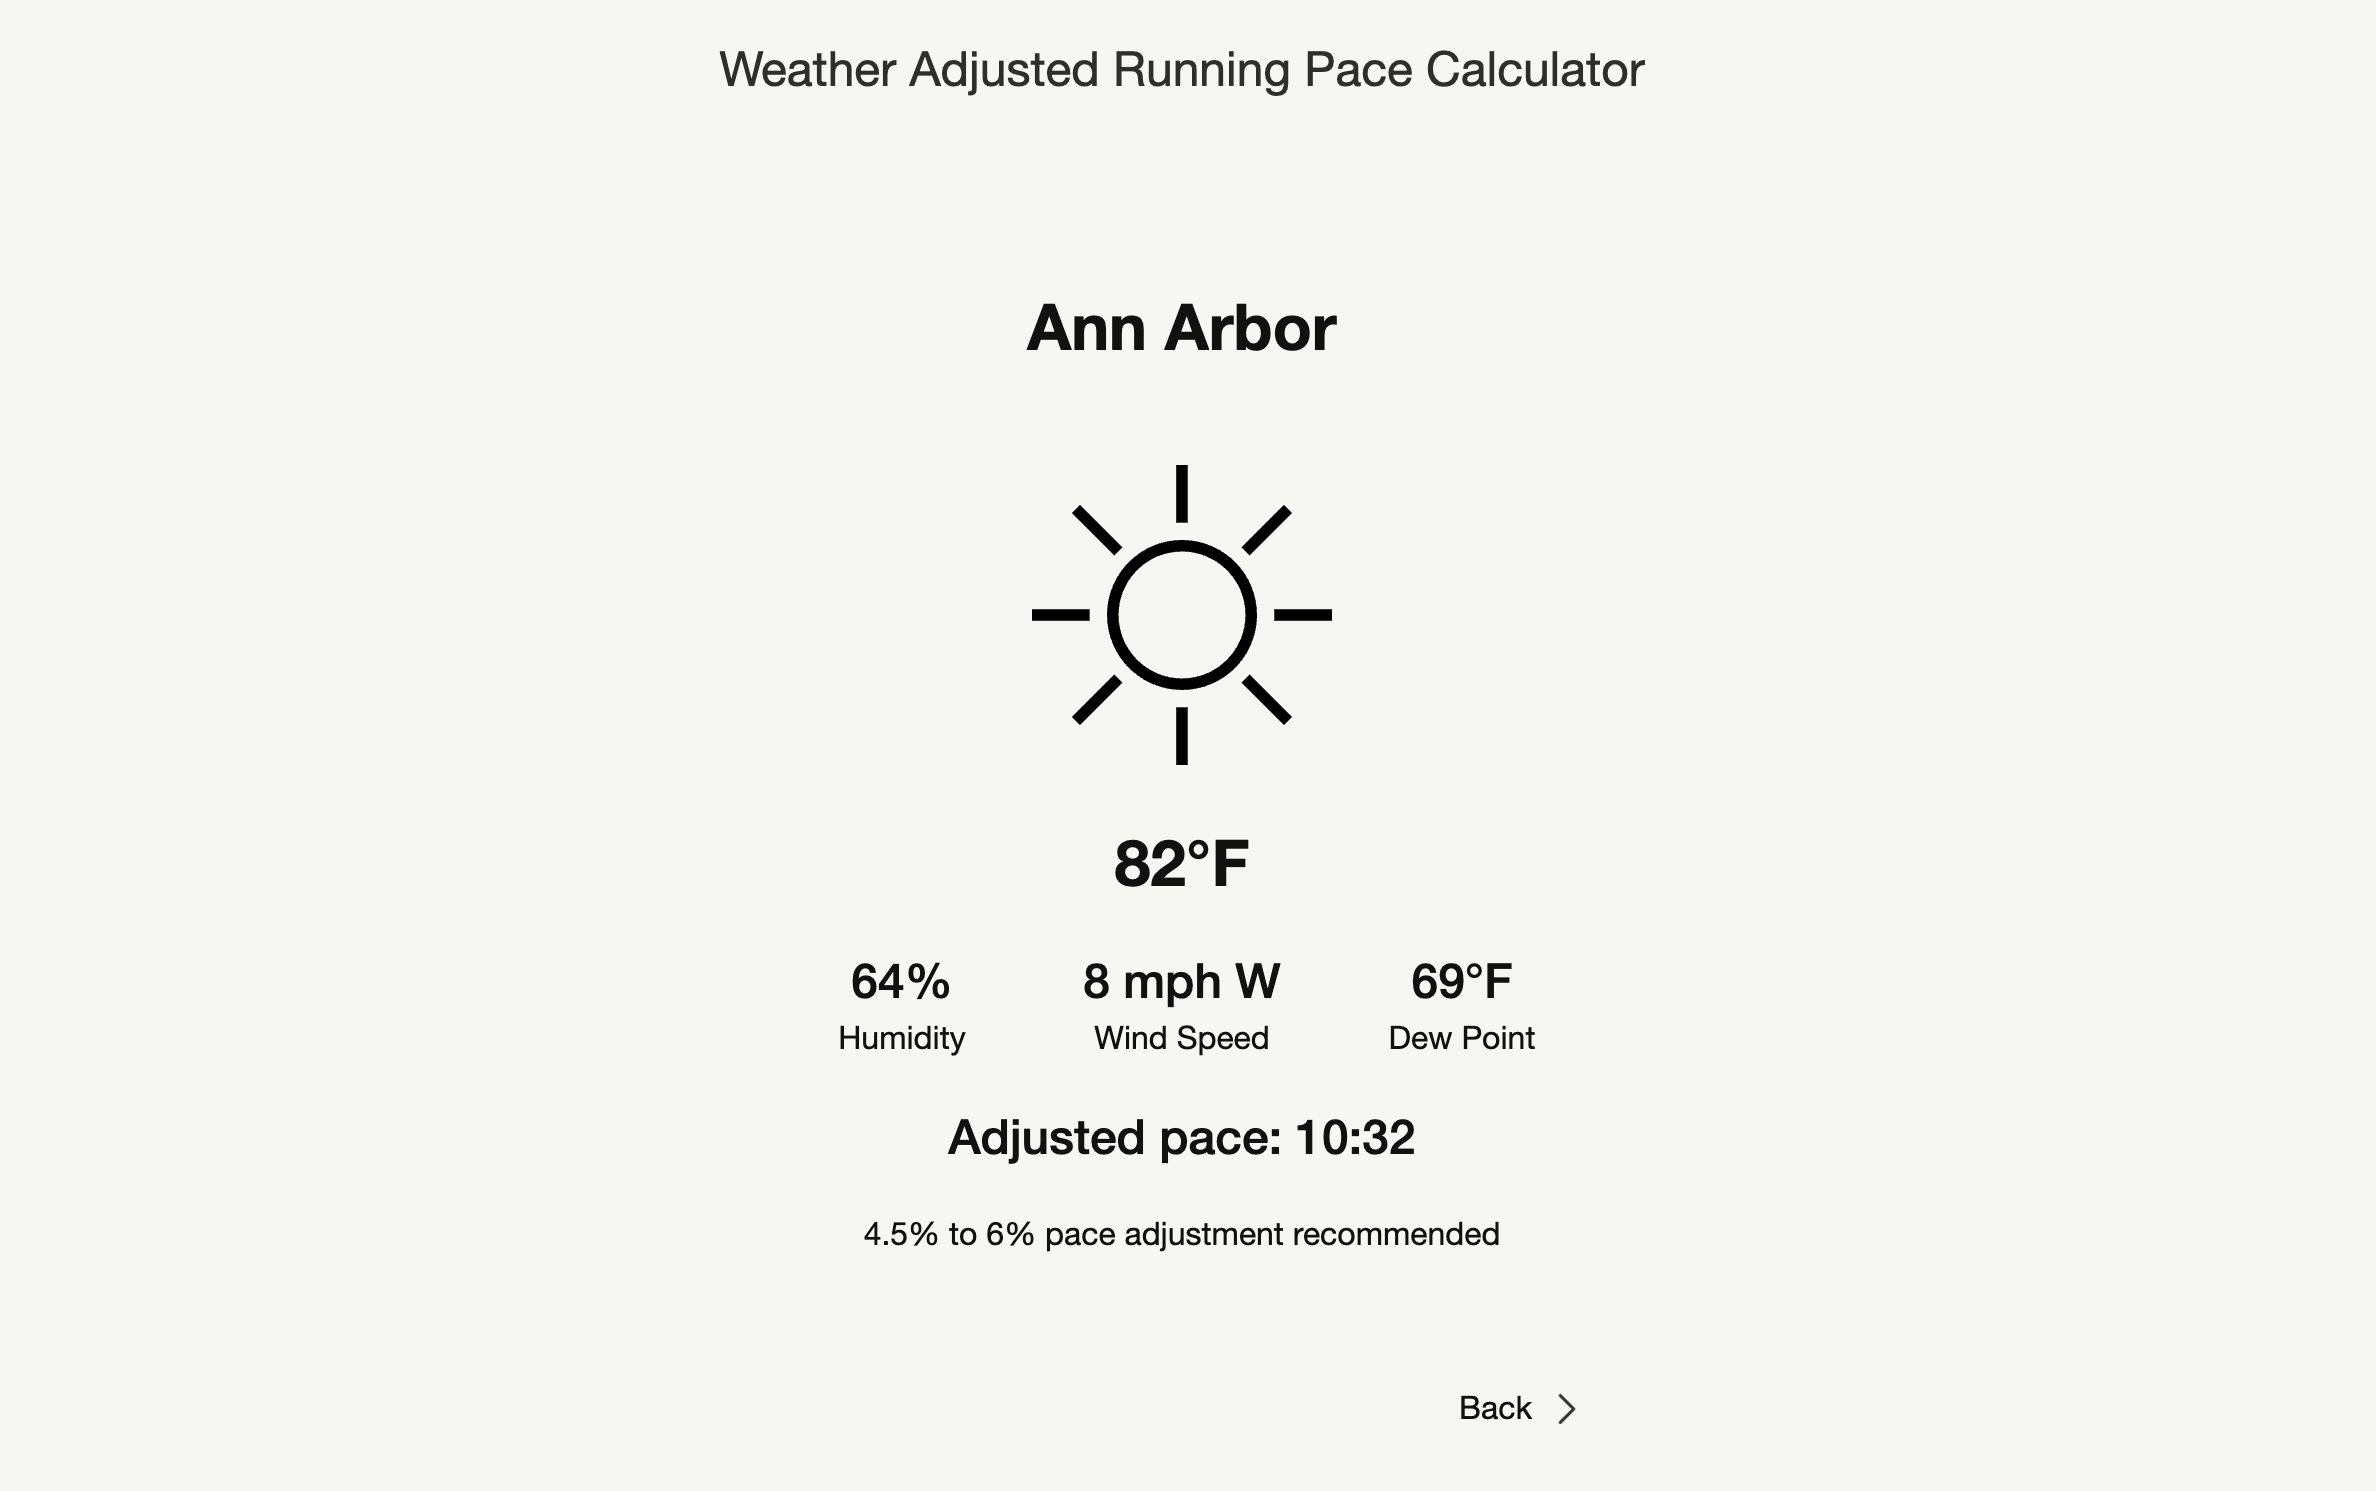 Weather Adjusted Running Pace Calculator
Ann Arbor
82°F
64% 8 mph W 69°F
Humidity Wind Speed Dew Point
Adjusted pace: 10:32
4.5% to 6% pace adjustment recommended
Back